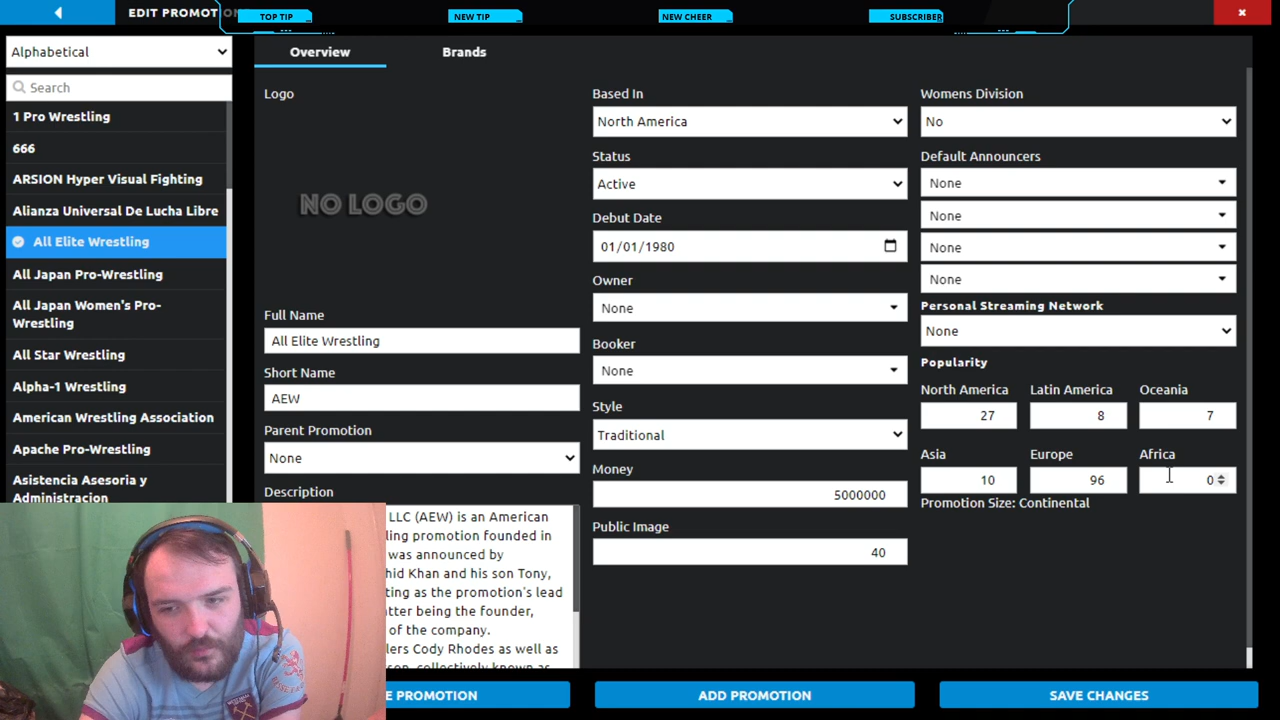 EDIT PROMOT
TOP TIP
NEW TIP
NEW CHEER
SUBSCRIBER
Alphabetical
Search
1 Pro Wrestling
666
ARSION Hyper Visual Fighting
Alianza Universal De Lucha Libre
All Elite Wrestling
All Japan Pro-Wrestling
All Japan Women's Pro-
Wrestling
All Star Wrestling
Alpha-1 Wrestling
American Wrestling Association
Apache Pro-Wrestling
Asistencia Asesoria y
Administracion
Overview
Brands
Logo
NO LOGO
Full Name
All Elite Wrestling
Short Name
AEW
Parent Promotion
None
Description
LLC (AEW) is an American
ling promotion founded in
was announced by
hid Khan and his son Tony,
ting as the promotion's lead
atter being the founder,
of the company.
lers Cody Rhodes as well as
son, collectively known as
Based In
North America
Status
Active
Debut Date
01/01/1980
Owner
None
Booker
None
Style
Traditional
Money
5000000
Public Image
40
Womens Division
No
Default Announcers
None
None
None
None
Personal Streaming Network
None
Popularity
North America
Latin America
Oceania
27
8
7
Asia
Europe
Africa
10
96
0
Promotion Size: Continental
E PROMOTION
ADD PROMOTION
SAVE CHANGES